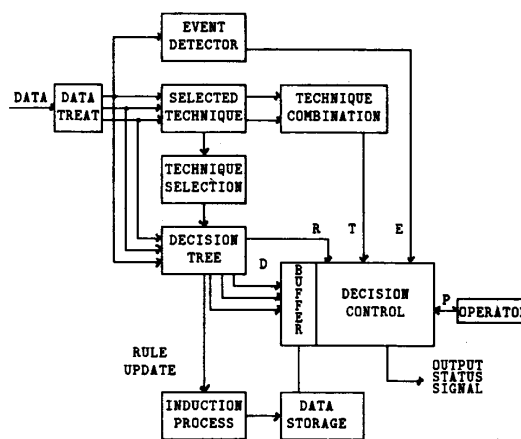 EVENT
DETECTOR
DATA
DATA
TREAT
SELECTED
TECHNIQUE
TECHNIQUE
COMBINATION
TECHNIQUE
SELECTION
DECISION
TREE
R
T
E
D
BUFFER
DECISION
CONTROL
P
OPERATOR
RULE
UPDATE
OUTPUT
STATUS
SIGNAL
INDUCTION
PROCESS
DATA
STORAGE